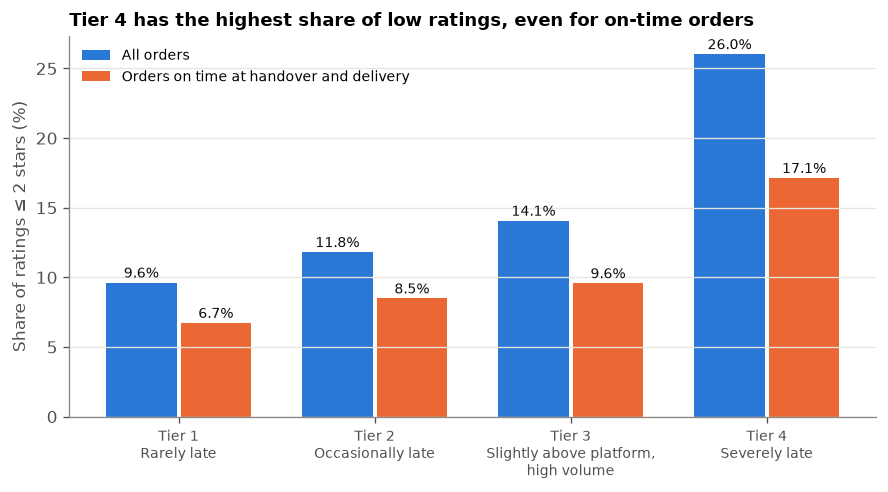 Tier 4 has the highest share of low ratings, even for on-time orders
All orders
Orders on time at handover and delivery
Share of ratings ≤ 2 stars (%)
25
20
15
10
5
0
9.6%
6.7%
11.8%
8.5%
14.1%
9.6%
26.0%
17.1%
Tier 1
Rarely late
Tier 2
Occasionally late
Tier 3
Slightly above platform,
high volume
Tier 4
Severely late